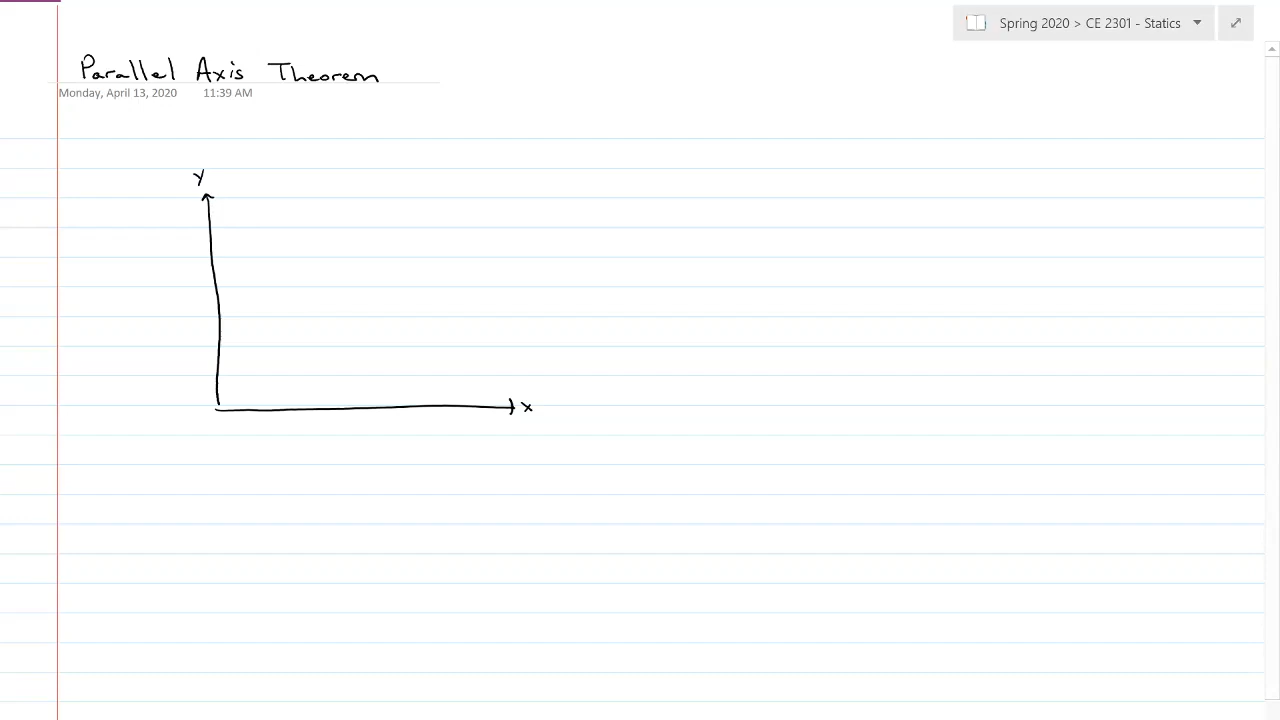 Spring 2020 > CE 2301 - Statics
Parallel Axis Theorem
Monday, April 13, 2020 11:39 AM
y
x